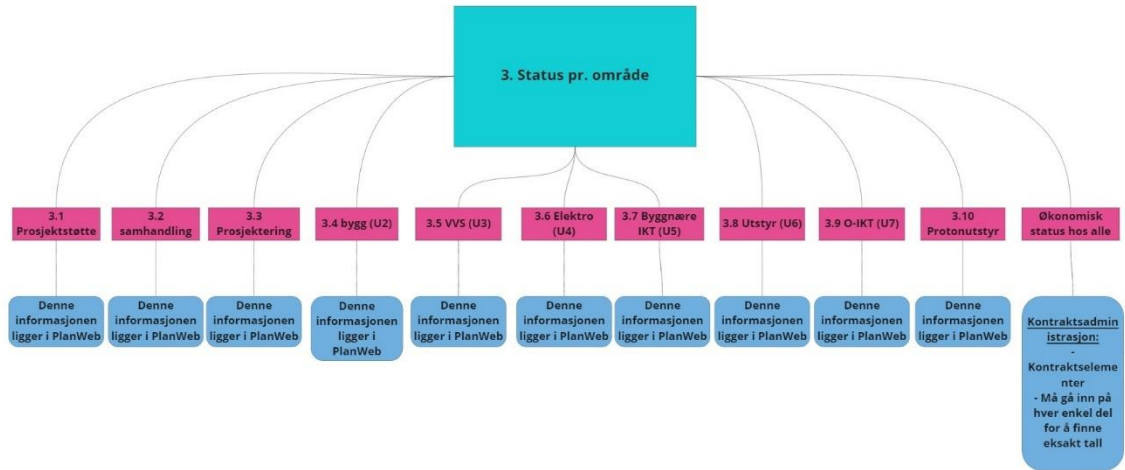 3. Status pr. område
3.1
Prosjektstøtte
3.2
samhandling
3.3
Prosjektering
3.4 bygg (U2)
3.5 VVS (U3)
3.6 Elektro
(U4)
3.7 Byggnære
IKT (U5)
3.8 Utstyr (U6)
3.9 O-IKT (U7)
3.10
Protonutstyr
Økonomisk
status hos alle
Denne
informasjonen
ligger i PlanWeb
Denne
informasjonen
ligger i PlanWeb
Denne
informasjonen
ligger i PlanWeb
Denne
informasjonen
ligger i
PlanWeb
Denne
informasjonen
ligger i PlanWeb
Denne
informasjonen
ligger i PlanWeb
Denne
informasjonen
ligger i PlanWeb
Denne
informasjonen
ligger i PlanWeb
Denne
informasjonen
ligger i PlanWeb
Denne
informasjonen
ligger i PlanWeb
Kontraktsadmin
istrasjon:
-
Kontraktseleme
nter
- Må gå inn på
hver enkel del
for å finne
eksakt tall